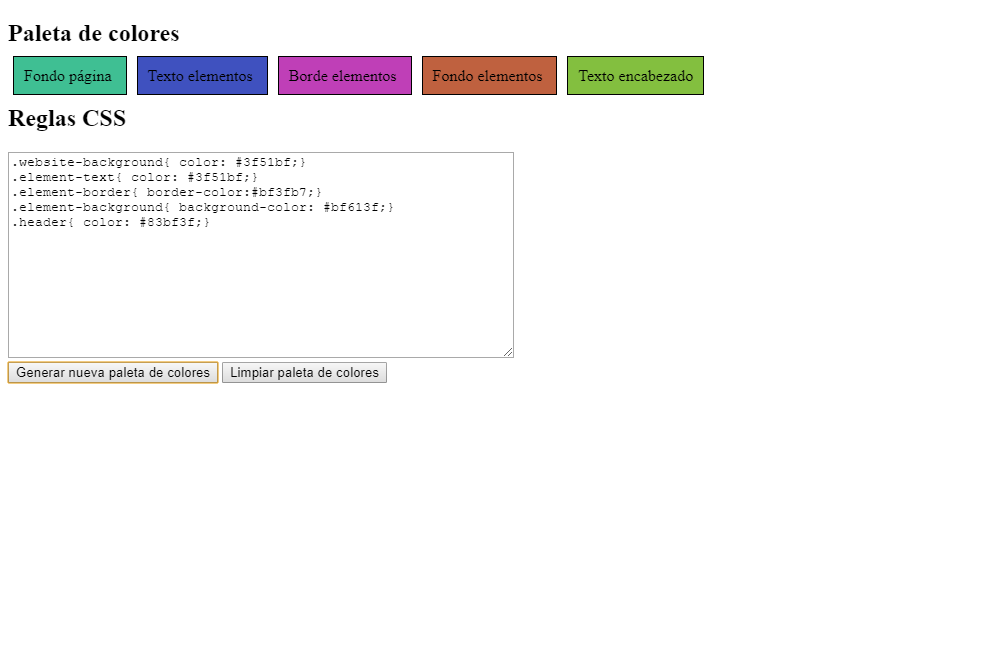 Paleta de colores
Fondo página Texto elementos Borde elementos Fondo elementos Texto encabezado
Reglas CSS
.website-background{ color: #3f51bf;}
.element-text{ color: #3f51bf;}
.element-border{ border-color:#bf3fb7;}
.element-background{ background-color: #bf613f;}
.header{ color: #83bf3f;}
Generar nueva paleta de colores Limpiar paleta de colores